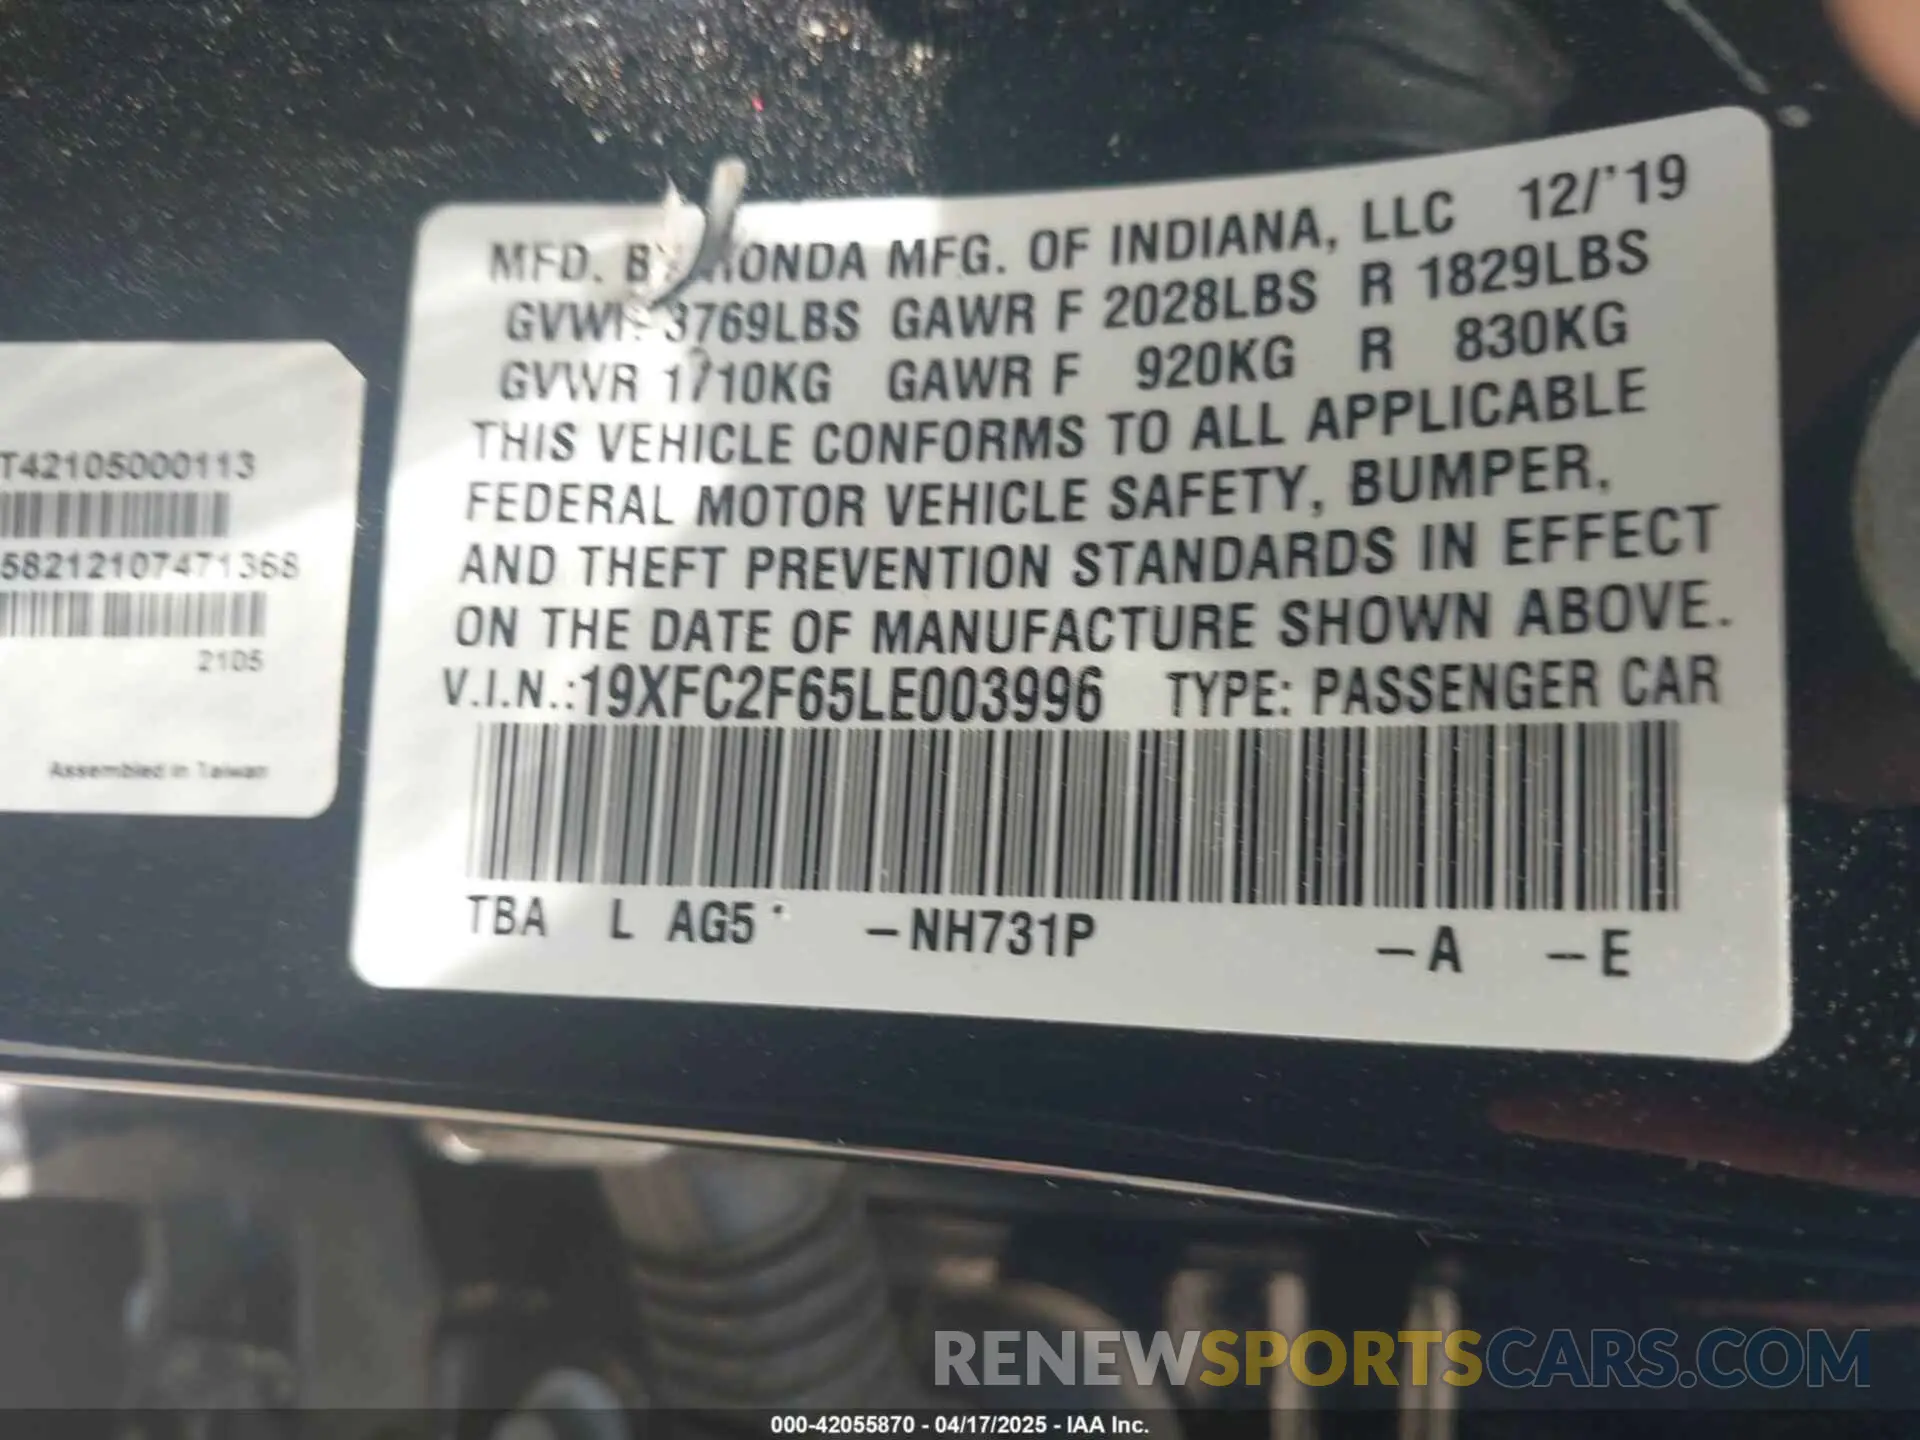 MFD. BY HONDA MFG. OF INDIANA, LLC 12/'19
GVWR 3769LBS GAWR F 2028LBS R 1829LBS
GVWR 1710KG GAWR F 920KG R 830KG
THIS VEHICLE CONFORMS TO ALL APPLICABLE
FEDERAL MOTOR VEHICLE SAFETY, BUMPER,
AND THEFT PREVENTION STANDARDS IN EFFECT
ON THE DATE OF MANUFACTURE SHOWN ABOVE.
V.I.N.:19XFC2F65LE003996 TYPE: PASSENGER CAR
TBA L AG5 -NH731P -A -E
T42105000113
58212107471368
2105
Assembled in Taiwan
RENEWSPORTSCARS.COM
000-42055870 - 04/17/2025 - IAA Inc.